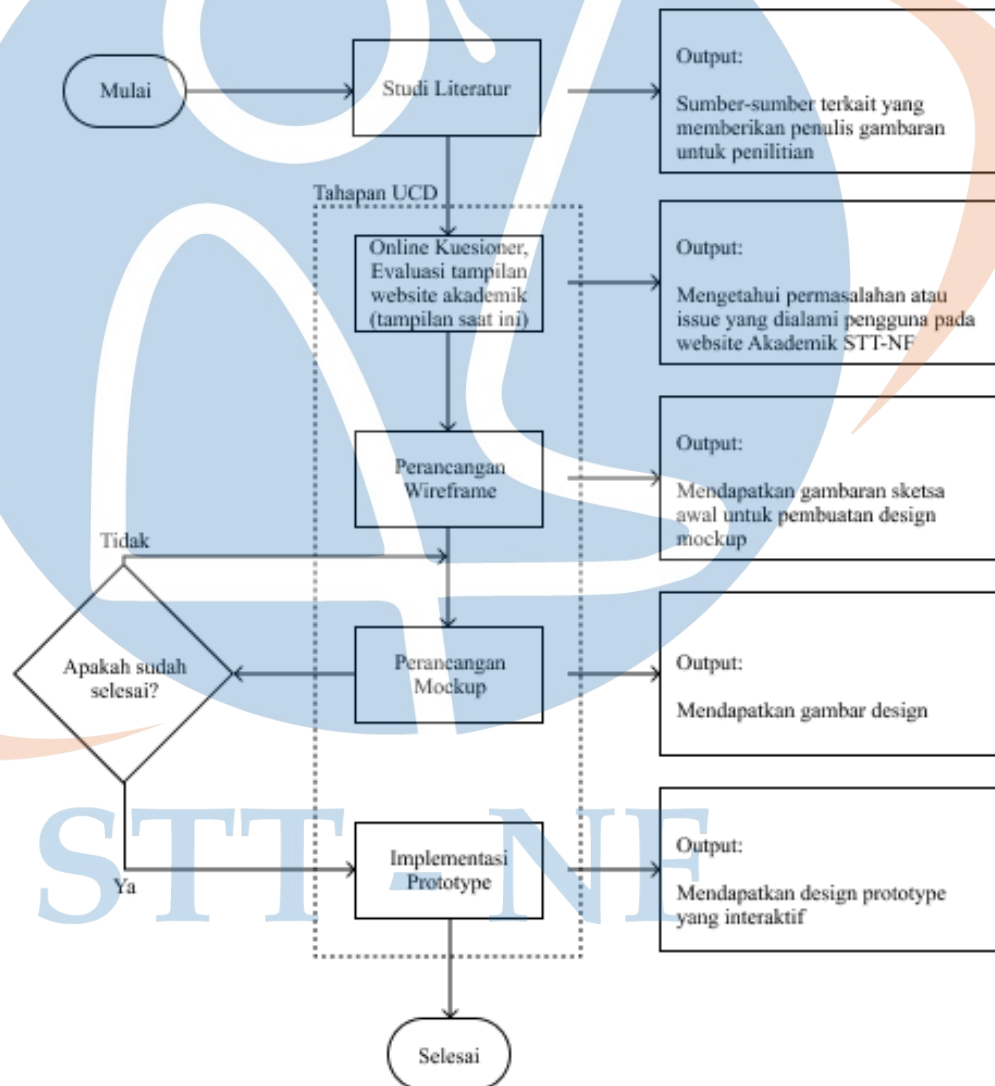 Mulai
Studi Literatur
Output:
Sumber-sumber terkait yang
memberikan penulis gambaran
untuk penilitian
Tahapan UCD
Online Kuesioner,
Evaluasi tampilan
website akademik
(tampilan saat ini)
Output:
Mengetahui permasalahan atau
issue yang dialami pengguna pada
website Akademik STT-NF
Perancangan
Wireframe
Output:
Mendapatkan gambaran sketsa
awal untuk pembuatan design
mockup
Tidak
Apakah sudah
selesai?
Perancangan
Mockup
Output:
Mendapatkan gambar design
STT - NF
Ya
Implementasi
Prototype
Output:
Mendapatkan design prototype
yang interaktif
Selesai